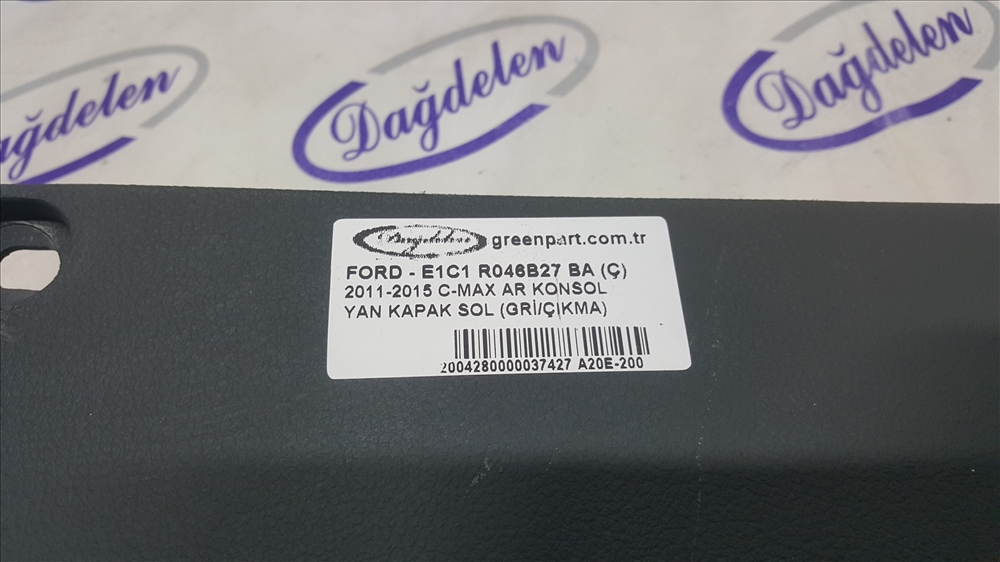 Dağdelen
Dağdelen
Dağdelen
Dağdelen greenpart.com.tr
FORD - E1C1 R046B27 BA (Ç)
2011-2015 C-MAX AR KONSOL
YAN KAPAK SOL (GRİ/ÇIKMA)
2004280000037427 A20E-200